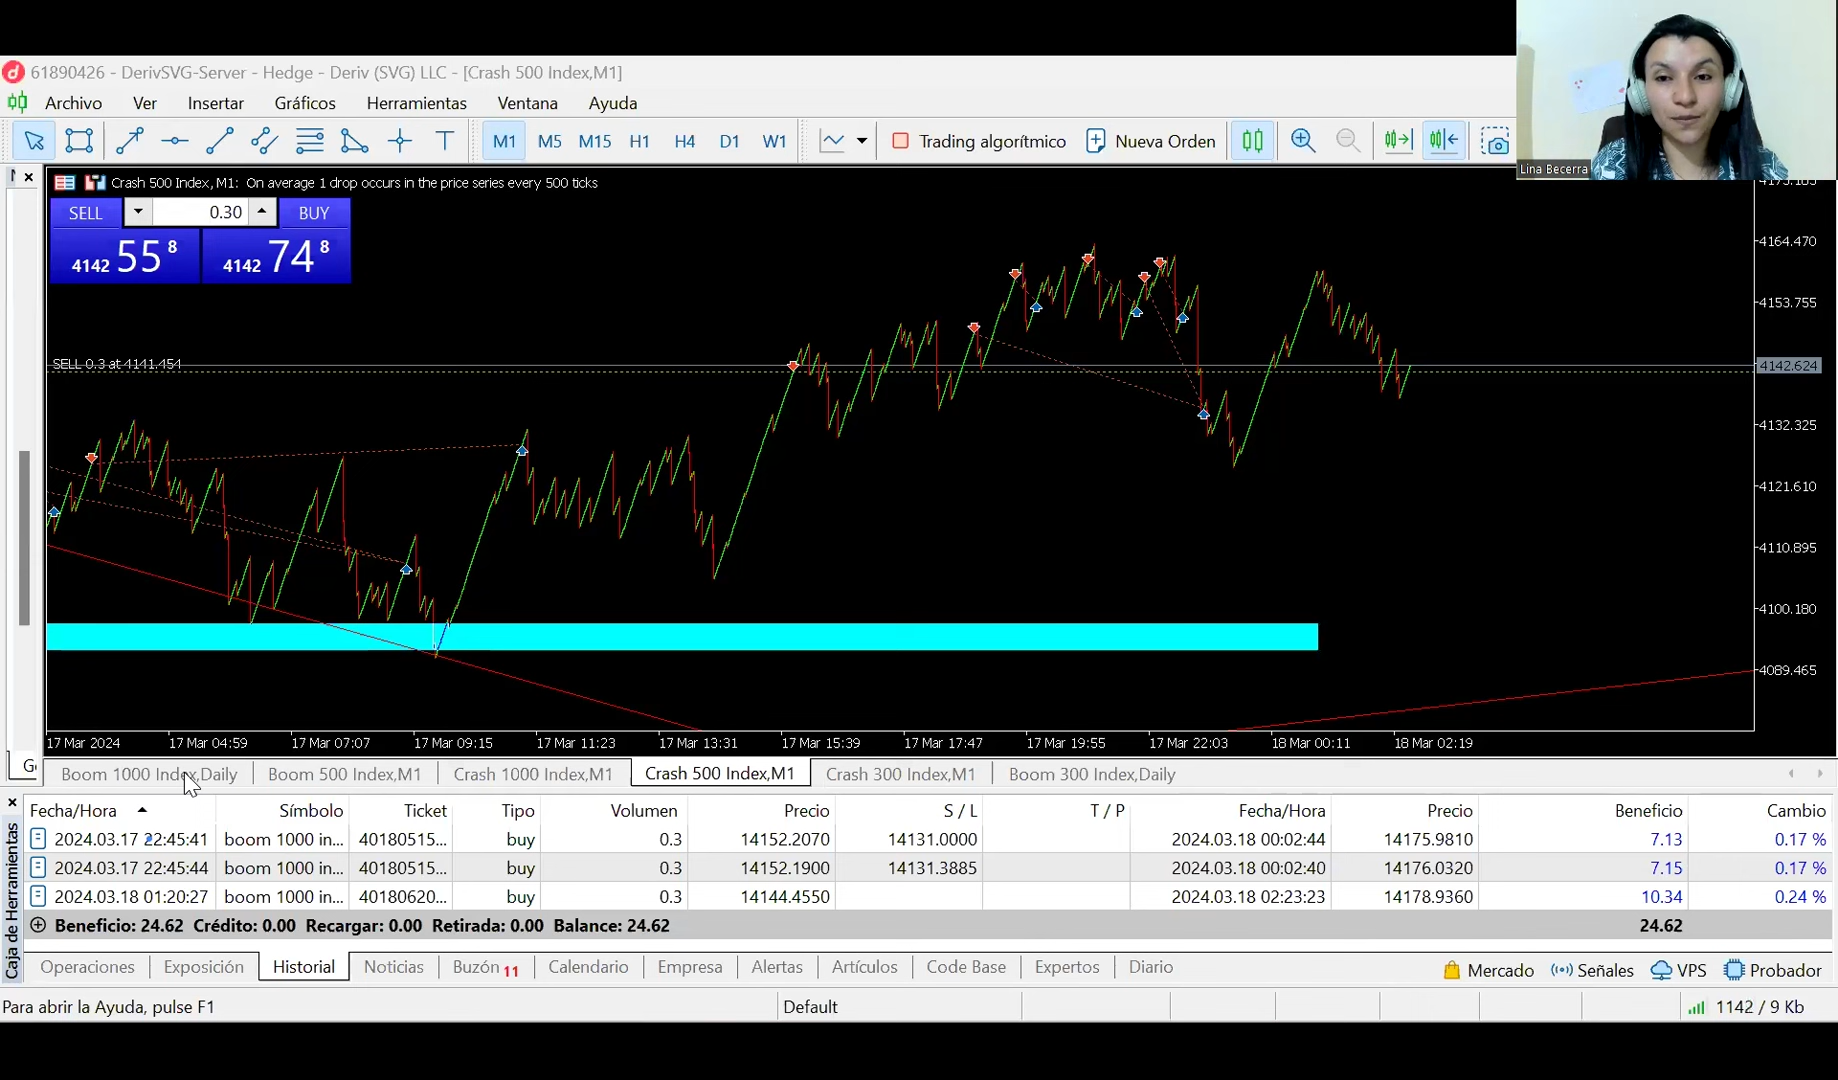 61890426 - DerivSVG-Server - Hedge - Deriv (SVG) LLC - [Crash 500 Index,M1]
Archivo Ver Insertar Gráficos Herramientas Ventana Ayuda
T M1 M5 M15 H1 H4 D1 W1 Trading algorítmico Nueva Orden
Lina Becerra
Crash 500 Index, M1: On average 1 drop occurs in the price series every 500 ticks
SELL 0.30 BUY
4142 55 8 4142 74 8
SELL 0.3 at 4141.454
4173.185
4164.470
4153.755
4142.624
4132.325
4121.610
4110.895
4100.180
4089.465
17 Mar 2024 17 Mar 04:59 17 Mar 07:07 17 Mar 09:15 17 Mar 11:23 17 Mar 13:31 17 Mar 15:39 17 Mar 17:47 17 Mar 19:55 17 Mar 22:03 18 Mar 00:11 18 Mar 02:19
Boom 1000 Index,Daily Boom 500 Index,M1 Crash 1000 Index,M1 Crash 500 Index,M1 Crash 300 Index,M1 Boom 300 Index,Daily
Fecha/Hora Símbolo Ticket Tipo Volumen Precio S / L T / P Fecha/Hora Precio Beneficio Cambio
2024.03.17 22:45:41 boom 1000 in... 40180515... buy 0.3 14152.2070 14131.0000 2024.03.18 00:02:44 14175.9810 7.13 0.17 %
2024.03.17 22:45:44 boom 1000 in... 40180515... buy 0.3 14152.1900 14131.3885 2024.03.18 00:02:40 14176.0320 7.15 0.17 %
2024.03.18 01:20:27 boom 1000 in... 40180620... buy 0.3 14144.4550 2024.03.18 02:23:23 14178.9360 10.34 0.24 %
Beneficio: 24.62 Crédito: 0.00 Recargar: 0.00 Retirada: 0.00 Balance: 24.62 24.62
Caja de Herramientas
Operaciones Exposición Historial Noticias Buzón 11 Calendario Empresa Alertas Artículos Code Base Expertos Diario Mercado Señales VPS Probador
Para abrir la Ayuda, pulse F1 Default 1142 / 9 Kb